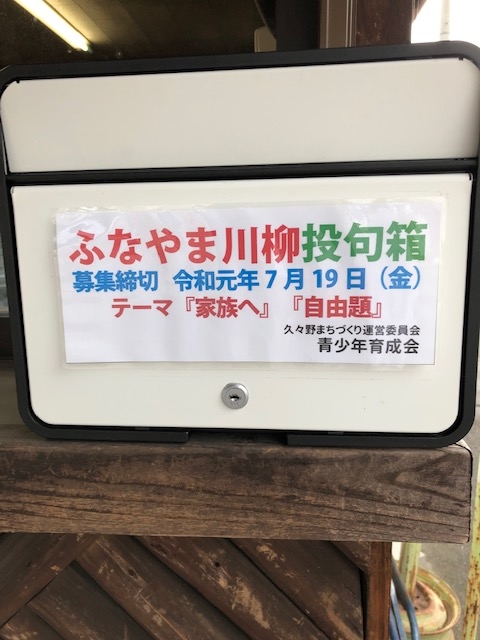 ふなやま川柳投句箱
募集締切 令和元年7月19日（金）
テーマ『家族へ』『自由題』
久々野まちづくり運営委員会
青少年育成会